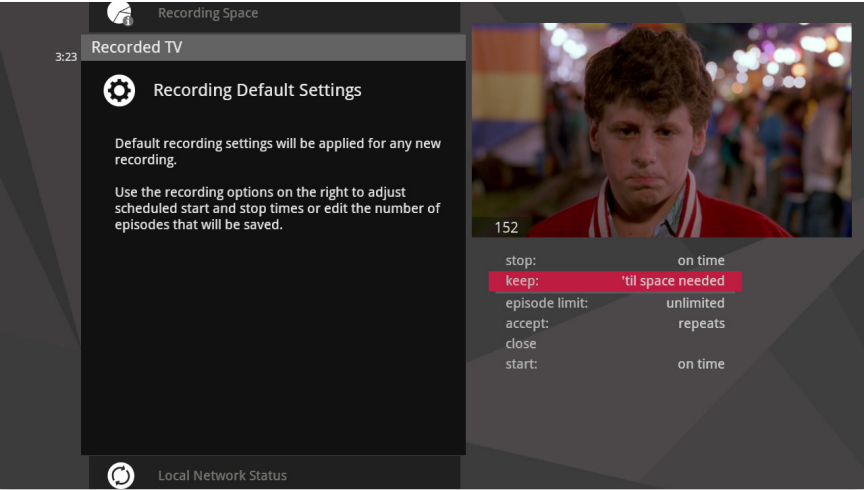 Recording Space
3:23
Recorded TV
Recording Default Settings
Default recording settings will be applied for any new
recording.
Use the recording options on the right to adjust
scheduled start and stop times or edit the number of
episodes that will be saved.
Local Network Status
152
stop: on time
keep: 'til space needed
episode limit: unlimited
accept: repeats
close
start: on time